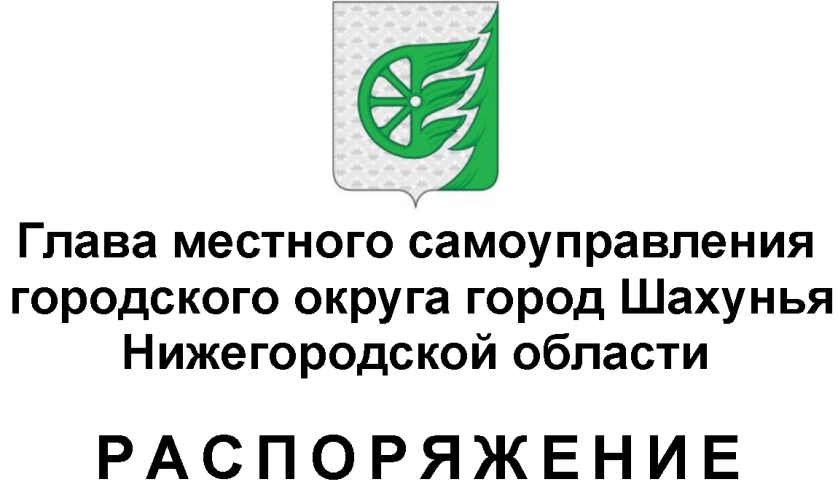 Глава местного самоуправления
городского округа город Шахунья
Нижегородской области
РАСПОРЯЖЕНИЕ